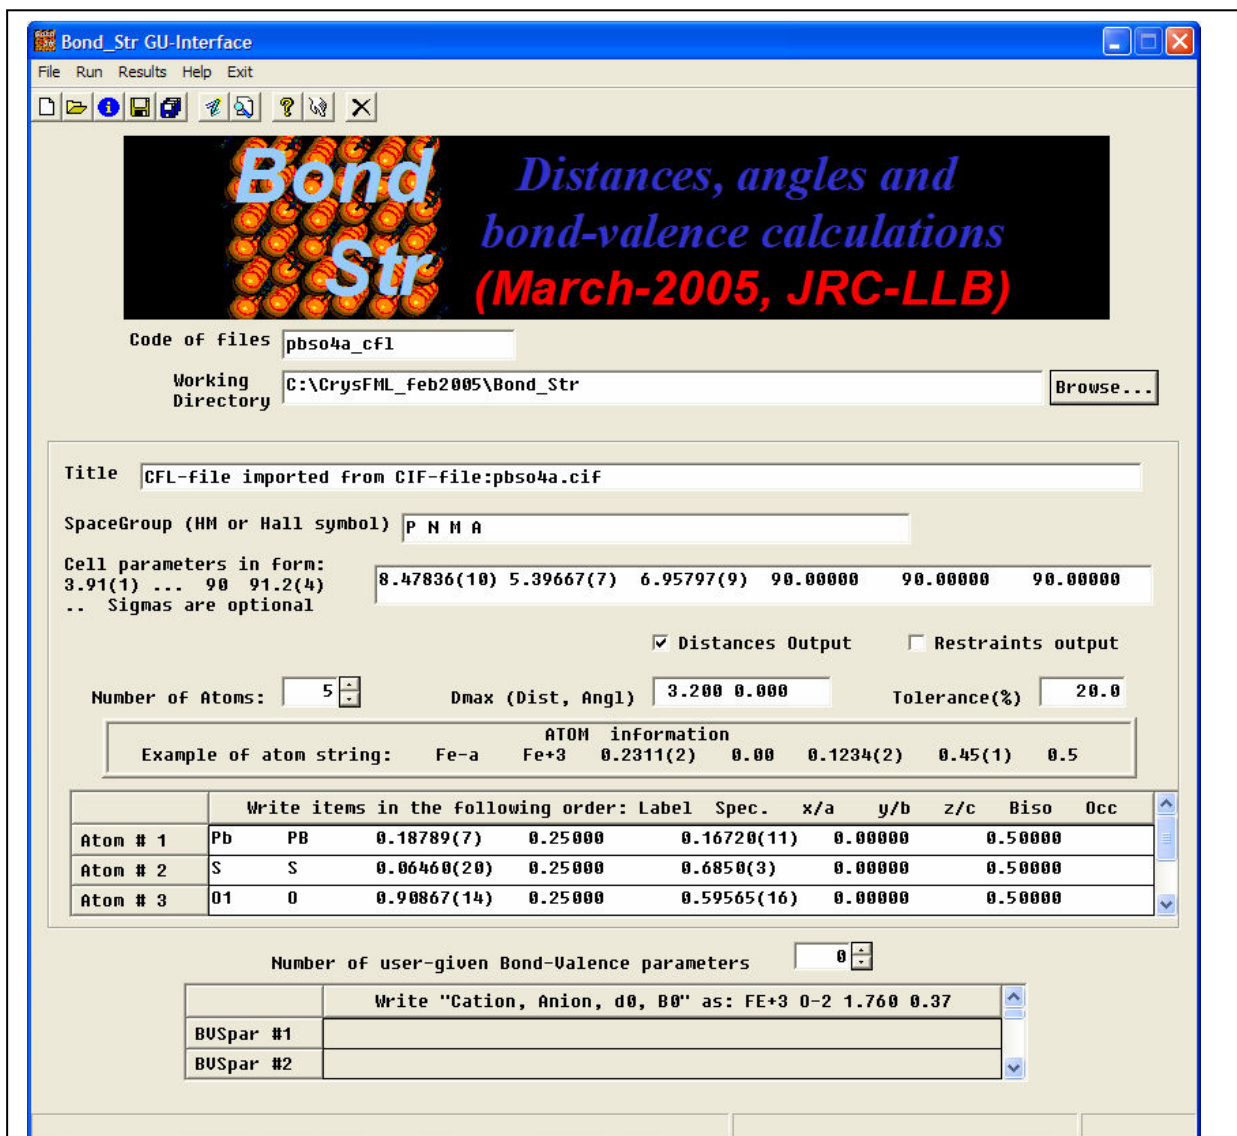 Bond_Str GU-Interface
File Run Results Help Exit
Bond Str
Distances, angles and
bond-valence calculations
(March-2005, JRC-LLB)
Code of files pbso4a_cfl
Working Directory C:\CrysFML_feb2005\Bond_Str Browse...
Title CFL-file imported from CIF-file:pbso4a.cif
SpaceGroup (HM or Hall symbol) P N M A
Cell parameters in form:
3.91(1) ... 90 91.2(4)
.. Sigmas are optional
8.47836(10) 5.39667(7) 6.95797(9) 90.00000 90.00000 90.00000
Distances Output Restraints output
Number of Atoms: 5 Dmax (Dist, Angl) 3.200 0.000 Tolerance(%) 20.0
ATOM information
Example of atom string: Fe-a Fe+3 0.2311(2) 0.00 0.1234(2) 0.45(1) 0.5
Write items in the following order: Label Spec. x/a y/b z/c Biso Occ
Atom # 1 Pb PB 0.18789(7) 0.25000 0.16720(11) 0.00000 0.50000
Atom # 2 S S 0.06460(20) 0.25000 0.6850(3) 0.00000 0.50000
Atom # 3 O1 O 0.90867(14) 0.25000 0.59565(16) 0.00000 0.50000
Number of user-given Bond-Valence parameters 0
Write "Cation, Anion, d0, B0" as: FE+3 O-2 1.760 0.37
BVSpar #1
BVSpar #2